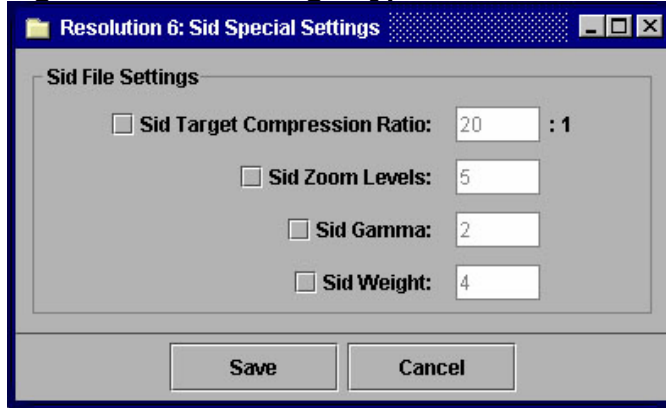 Resolution 6: Sid Special Settings
Sid File Settings
Sid Target Compression Ratio: 20 : 1
Sid Zoom Levels: 5
Sid Gamma: 2
Sid Weight: 4
Save Cancel